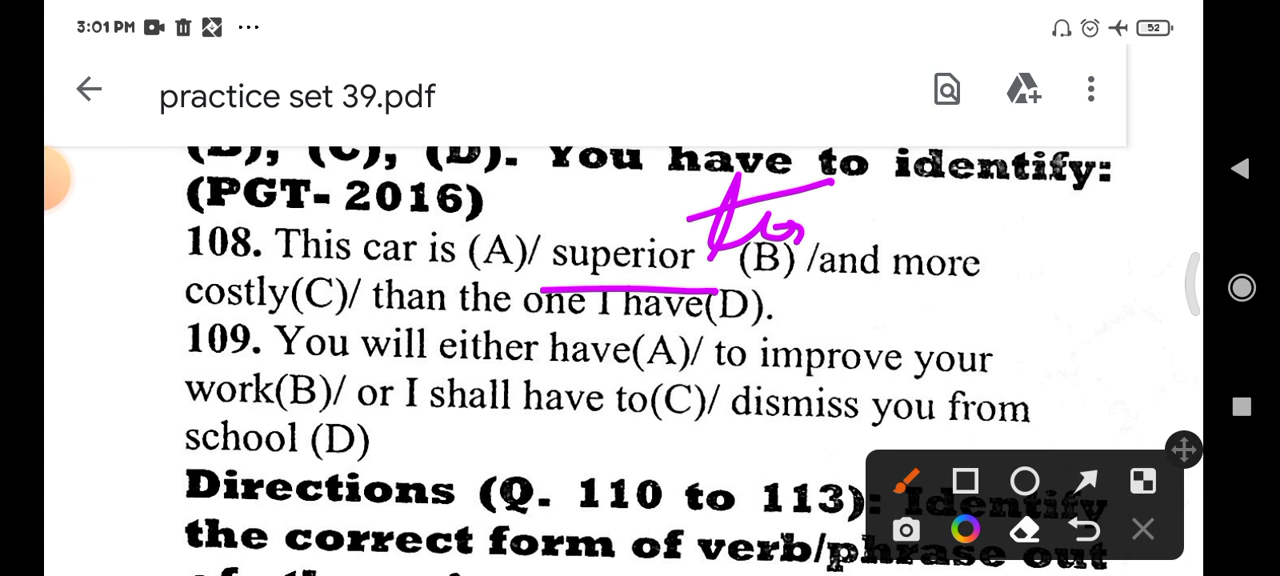 3:01 PM
52
practice set 39.pdf
(B), (C), (D). You have to identify:
(PGT- 2016)
to
108. This car is (A)/ superior (B) /and more
costly(C)/ than the one I have(D).
109. You will either have(A)/ to improve your
work(B)/ or I shall have to(C)/ dismiss you from
school (D)
Directions (Q. 110 to 113): Identify
the correct form of verb/phrase out